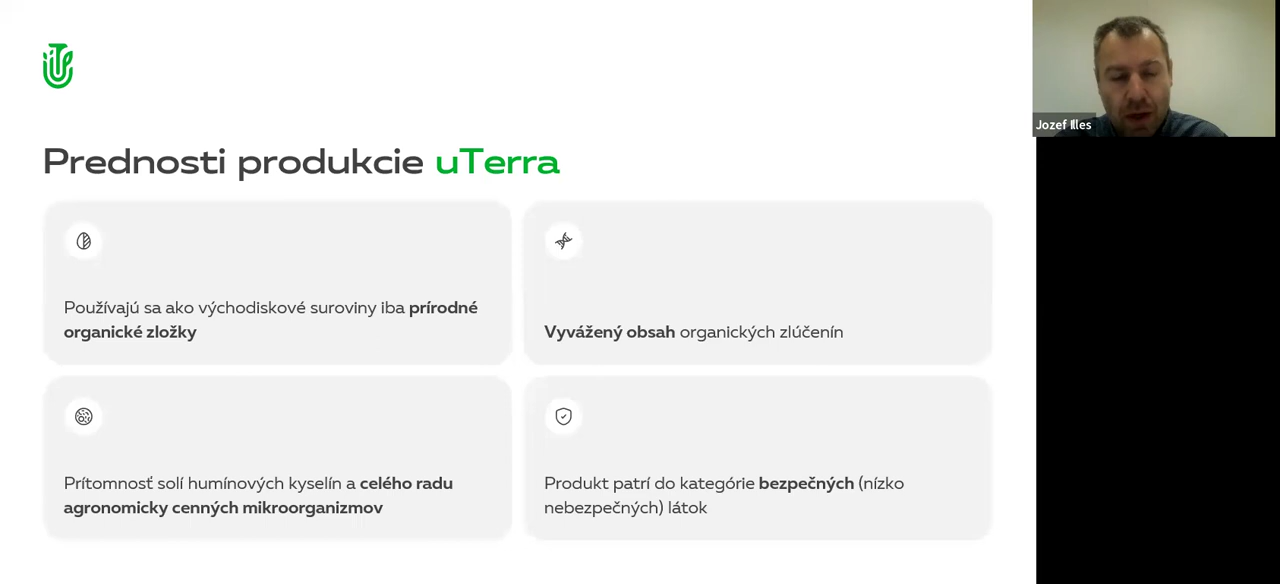 Prednosti produkcie uTerra
Používajú sa ako východiskové suroviny iba prírodné
organické zložky
Vyvážený obsah organických zlúčenín
Prítomnosť solí humínových kyselín a celého radu
agronomicky cenných mikroorganizmov
Produkt patrí do kategórie bezpečných (nízko
nebezpečných) látok
Jozef Illes